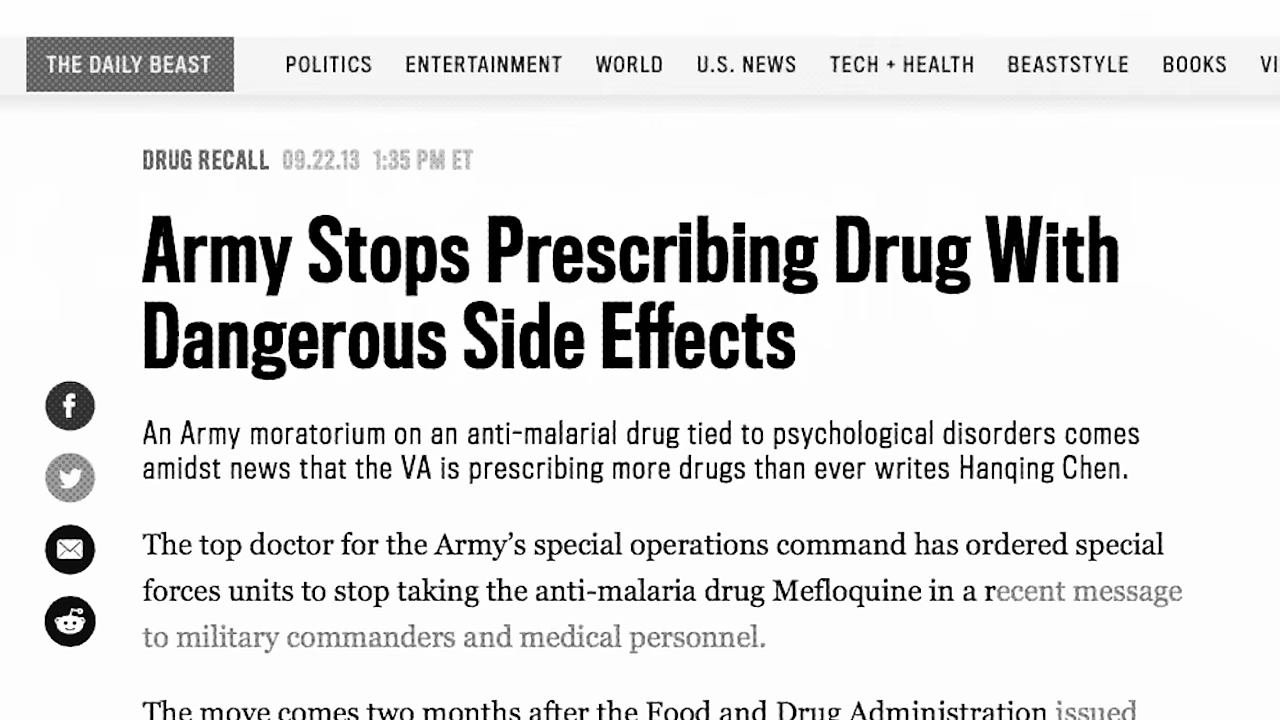 THE DAILY BEAST POLITICS ENTERTAINMENT WORLD U.S. NEWS TECH + HEALTH BEASTSTYLE BOOKS VI
DRUG RECALL 09.22.13 1:35 PM ET
Army Stops Prescribing Drug With
Dangerous Side Effects
An Army moratorium on an anti-malarial drug tied to psychological disorders comes
amidst news that the VA is prescribing more drugs than ever writes Hanqing Chen.
The top doctor for the Army’s special operations command has ordered special
forces units to stop taking the anti-malaria drug Mefloquine in a recent message
to military commanders and medical personnel.
The move comes two months after the Food and Drug Administration issued